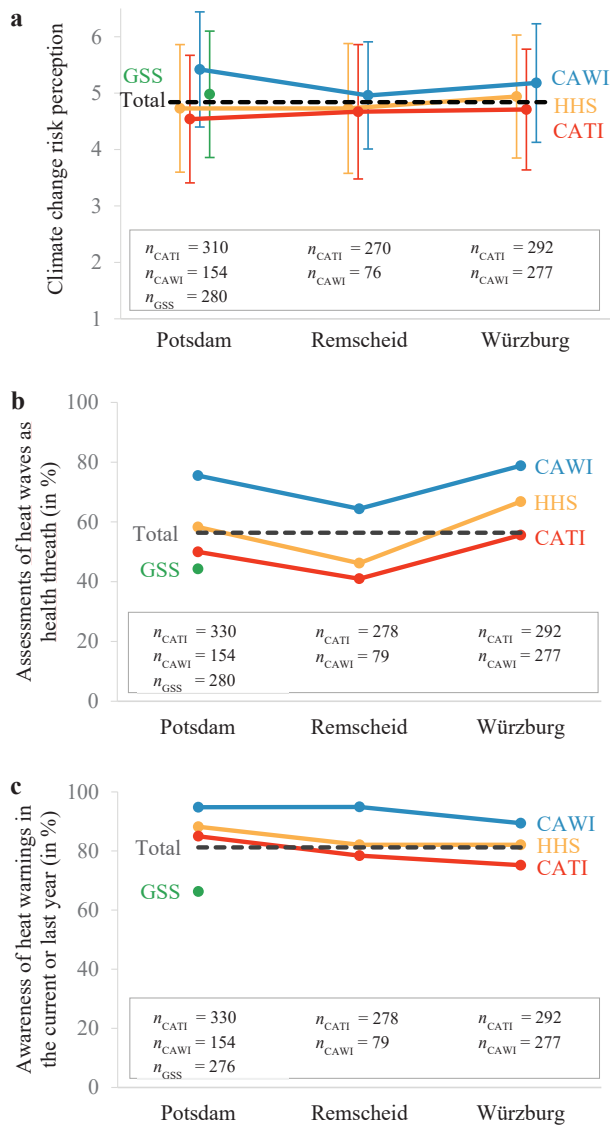 a
Climate change risk perception
6
5
4
3
2
1
GSS
Total
CAWI
HHS
CATI
nCATI = 310
nCAWI = 154
nGSS = 280
nCATI = 270
nCAWI = 76
nCATI = 292
nCAWI = 277
Potsdam Remscheid Würzburg
b
Assessments of heat waves as
health threath (in %)
100
80
60
40
20
0
Total
GSS
CAWI
HHS
CATI
nCATI = 330
nCAWI = 154
nGSS = 280
nCATI = 278
nCAWI = 79
nCATI = 292
nCAWI = 277
Potsdam Remscheid Würzburg
c
Awareness of heat warnings in
the current or last year (in %)
100
80
60
40
20
0
Total
GSS
CAWI
HHS
CATI
nCATI = 330
nCAWI = 154
nGSS = 276
nCATI = 278
nCAWI = 79
nCATI = 292
nCAWI = 277
Potsdam Remscheid Würzburg